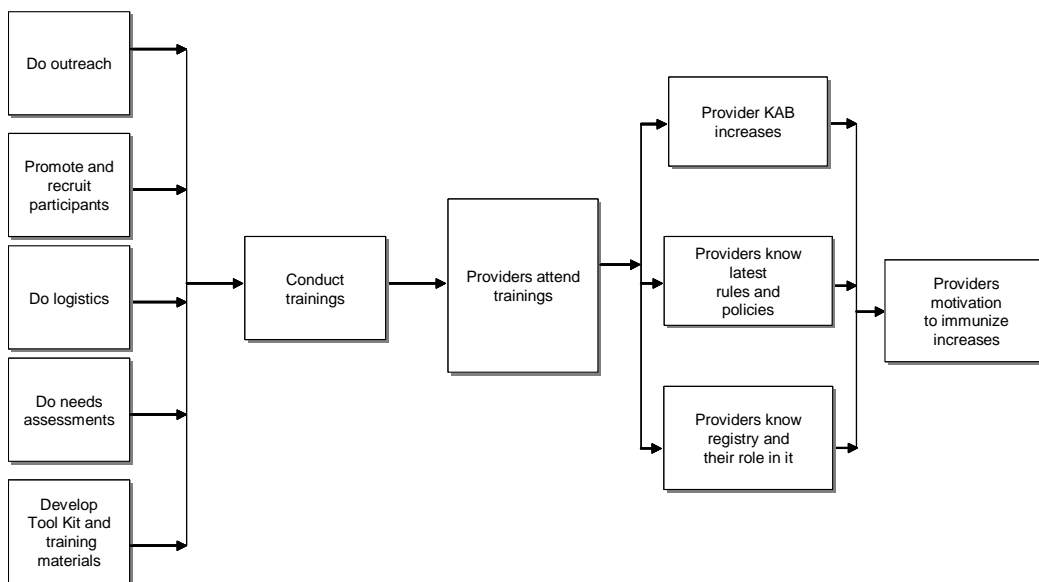 Do outreach
Promote and
recruit
participants
Do logistics
Do needs
assessments
Develop
Tool Kit and
training
materials
Conduct
trainings
Providers attend
trainings
Provider KAB
increases
Providers know
latest
rules and
policies
Providers know
registry and
their role in it
Providers
motivation
to immunize
increases